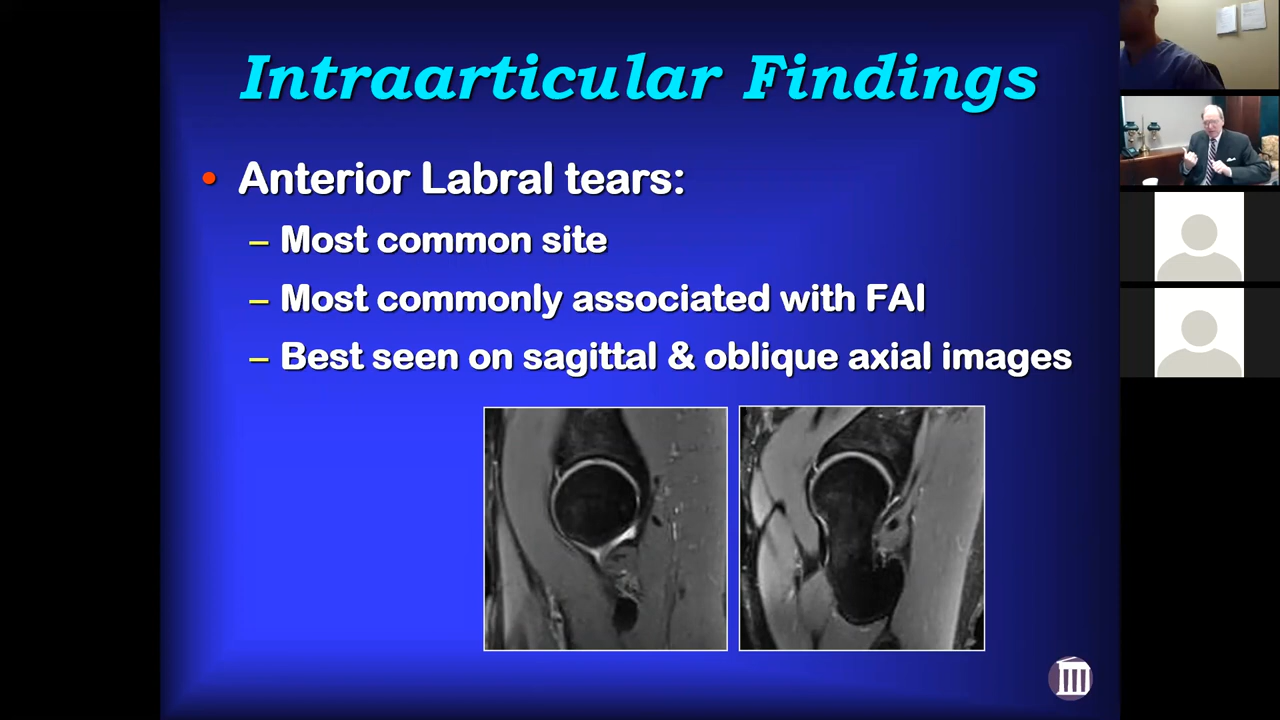 Intraarticular Findings
• Anterior Labral tears:
– Most common site
– Most commonly associated with FAI
– Best seen on sagittal & oblique axial images